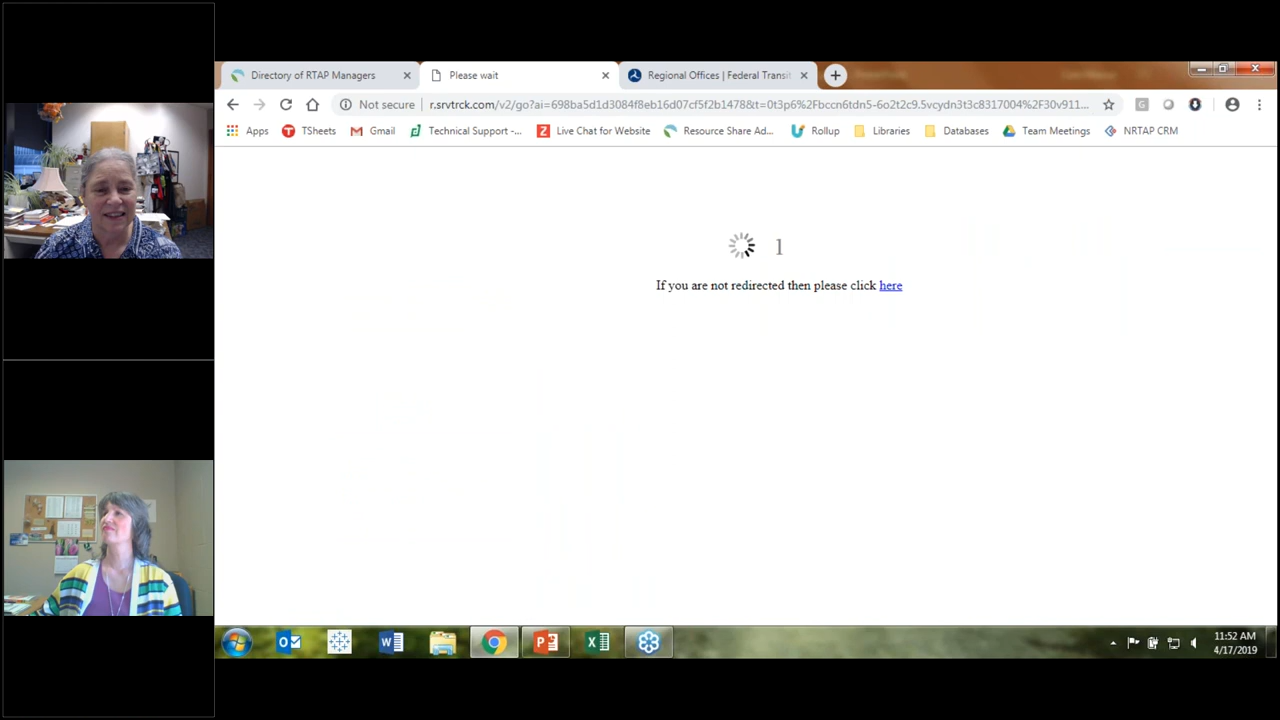 Directory of RTAP Managers
Please wait
Regional Offices | Federal Transit
Not secure
r.srvtrck.com/v2/go?ai=698ba5d1d3084f8eb16d07cf5f2b1478&t=0t3p6%2fbccn6tdn5-6o2t2c9.5vcydn3t3c8317004%2F30v911...
Apps
TSheets
Gmail
Technical Support -...
Live Chat for Website
Resource Share Ad...
Rollup
Libraries
Databases
Team Meetings
NRTAP CRM
1
If you are not redirected then please click here
11:52 AM
4/17/2019